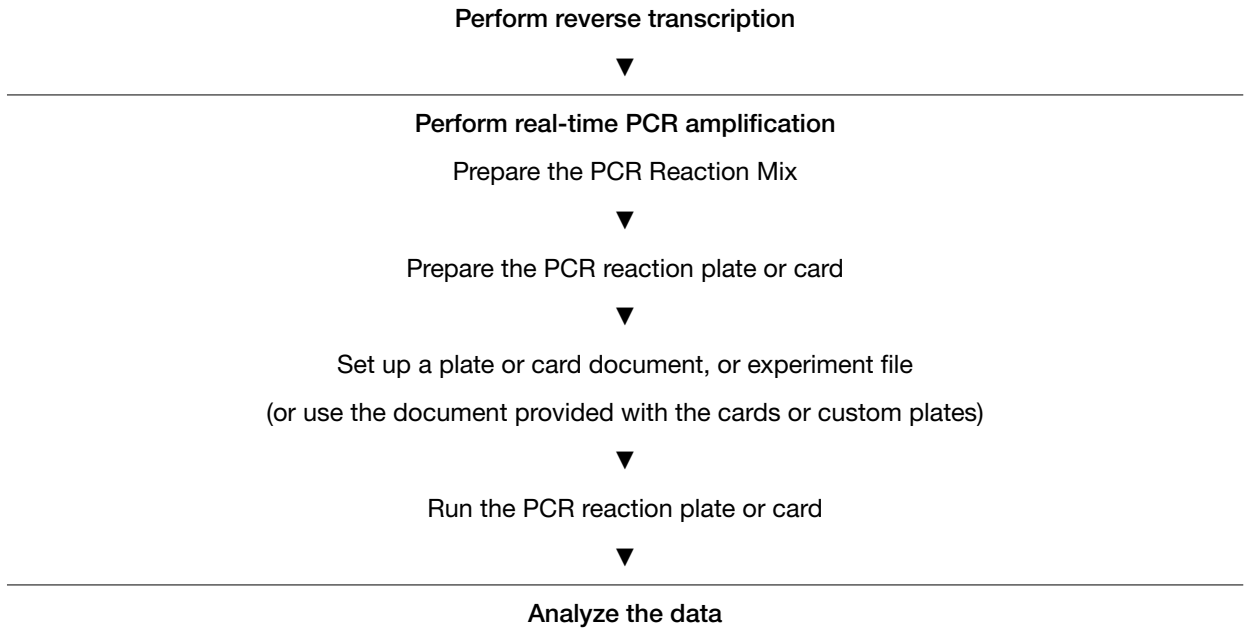 Perform reverse transcription
▼
Perform real-time PCR amplification
Prepare the PCR Reaction Mix
▼
Prepare the PCR reaction plate or card
▼
Set up a plate or card document, or experiment file
(or use the document provided with the cards or custom plates)
▼
Run the PCR reaction plate or card
▼
Analyze the data